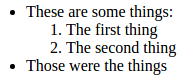 • These are some things:
1. The first thing
2. The second thing
• Those were the things